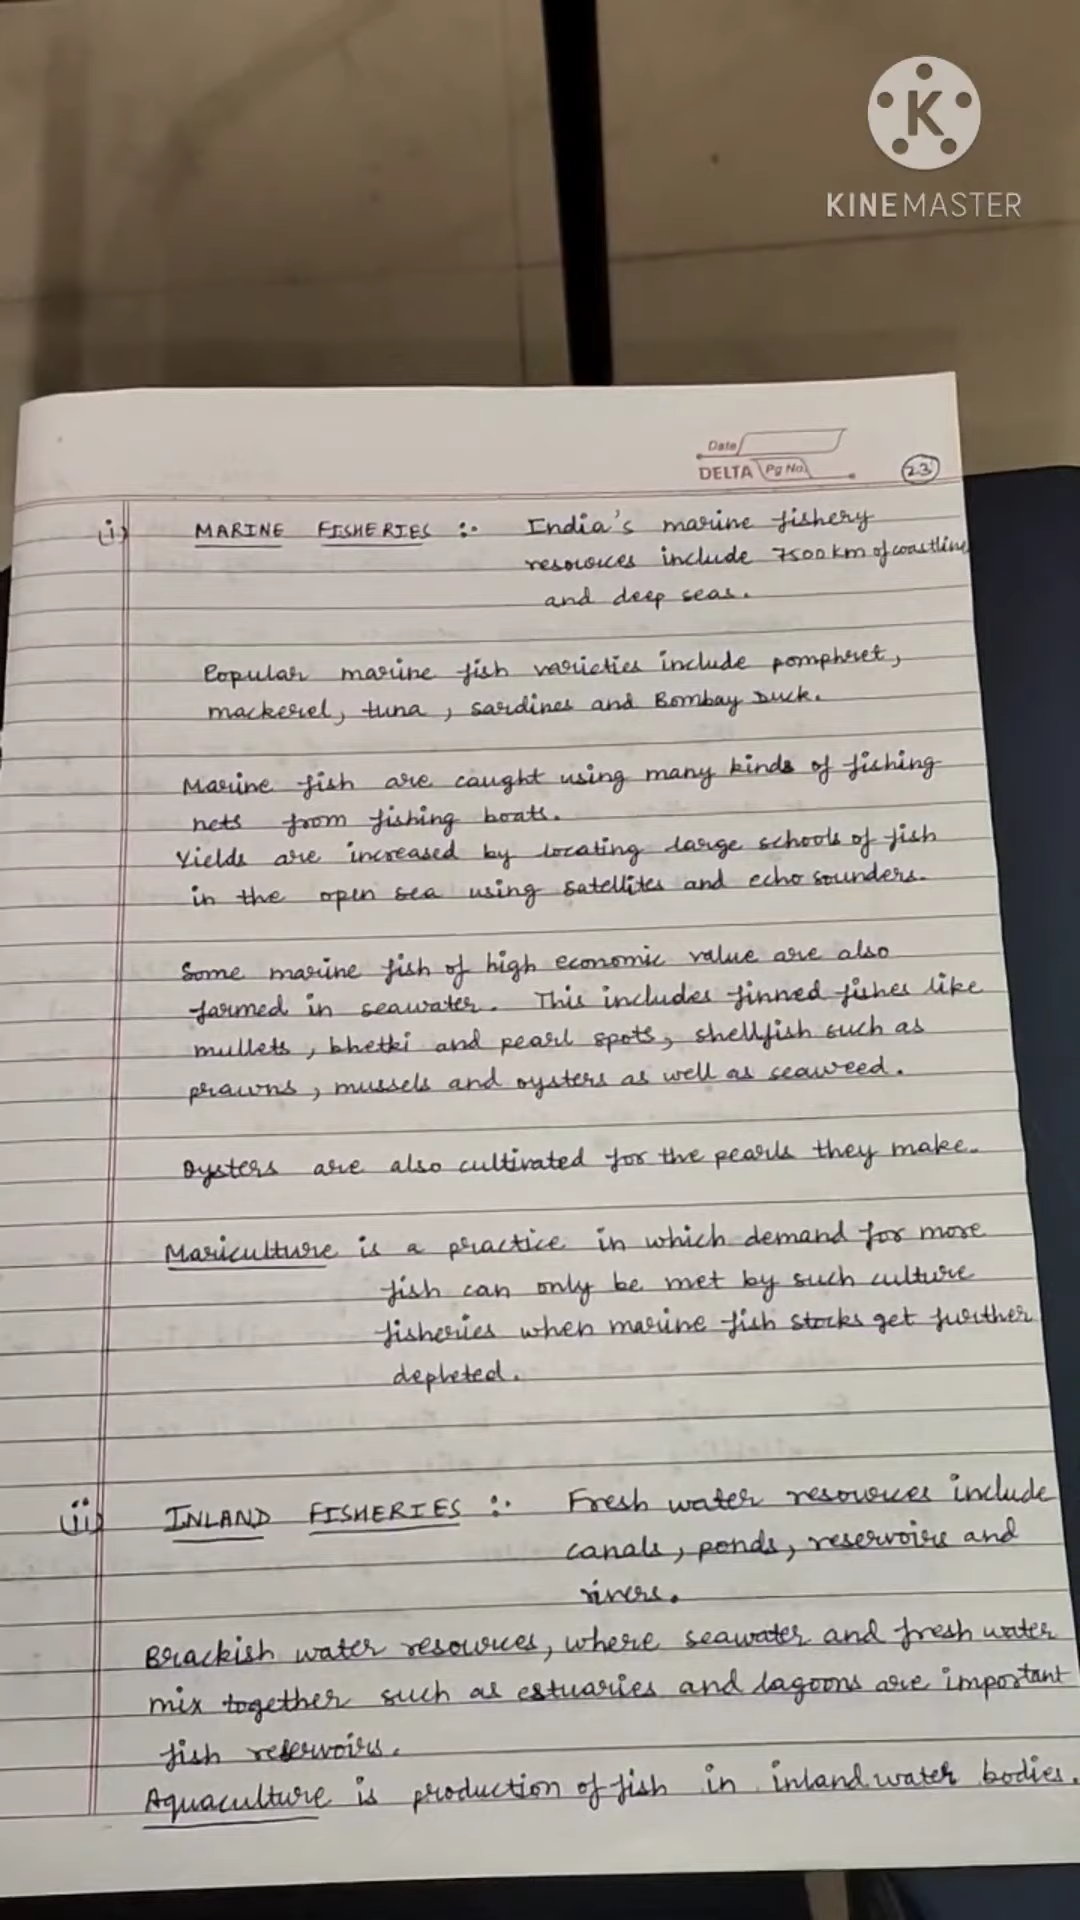 KINEMASTER
Date
DELTA Pg No.
23
(i) MARINE FISHERIES :- India's marine fishery
resources include 7500 km of coastline
and deep seas.
Popular marine fish varieties include pomphret,
mackerel, tuna, sardines and Bombay Duck.
Marine fish are caught using many kinds of fishing
nets from fishing boats.
Yields are increased by locating large schools of fish
in the open sea using satellites and echo sounders.
Some marine fish of high economic value are also
farmed in seawater. This includes finned fishes like
mullets, bhetki and pearl spots, shellfish such as
prawns, mussels and oysters as well as seaweed.
Oysters are also cultivated for the pearls they make.
Mariculture is a practice in which demand for more
fish can only be met by such culture
fisheries when marine fish stocks get further
depleted.
(ii) INLAND FISHERIES :- Fresh water resources include
canals, ponds, reservoirs and
rivers.
Brackish water resources, where seawater and fresh water
mix together such as estuaries and lagoons are important
fish reservoirs.
Aquaculture is production of fish in inland water bodies.